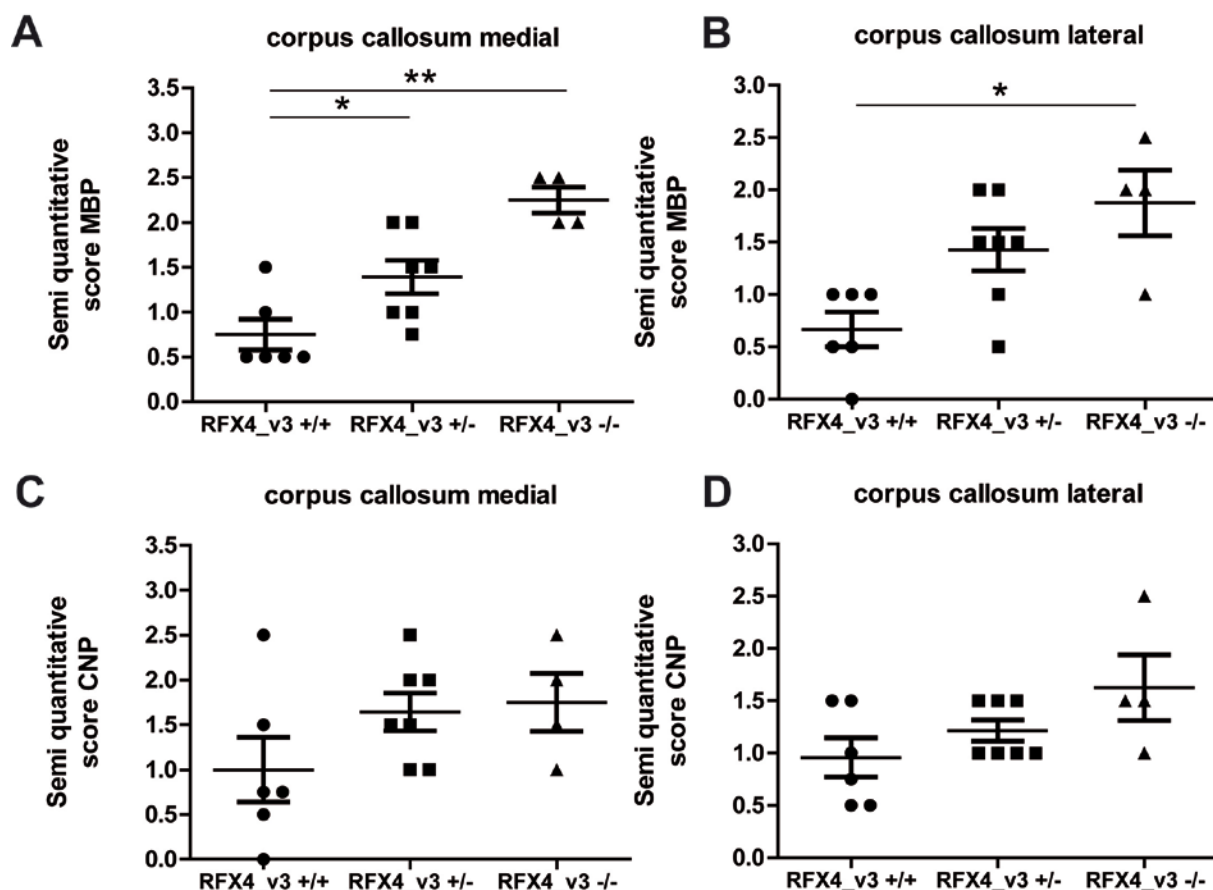 A
corpus callosum medial
**
*
Semi quantitative
score MBP
3.5
3.0
2.5
2.0
1.5
1.0
0.5
0.0
RFX4_v3 +/+ RFX4_v3 +/- RFX4_v3 -/-
B
corpus callosum lateral
*
Semi quantitative
score MBP
3.0
2.5
2.0
1.5
1.0
0.5
0.0
RFX4_v3 +/+ RFX4_v3 +/- RFX4_v3 -/-
C
corpus callosum medial
Semi quantitative
score CNP
3.5
3.0
2.5
2.0
1.5
1.0
0.5
0.0
RFX4_v3 +/+ RFX4_v3 +/- RFX4_v3 -/-
D
corpus callosum lateral
Semi quantitative
score CNP
3.0
2.5
2.0
1.5
1.0
0.5
0.0
RFX4_v3 +/+ RFX4_v3 +/- RFX4_v3 -/-